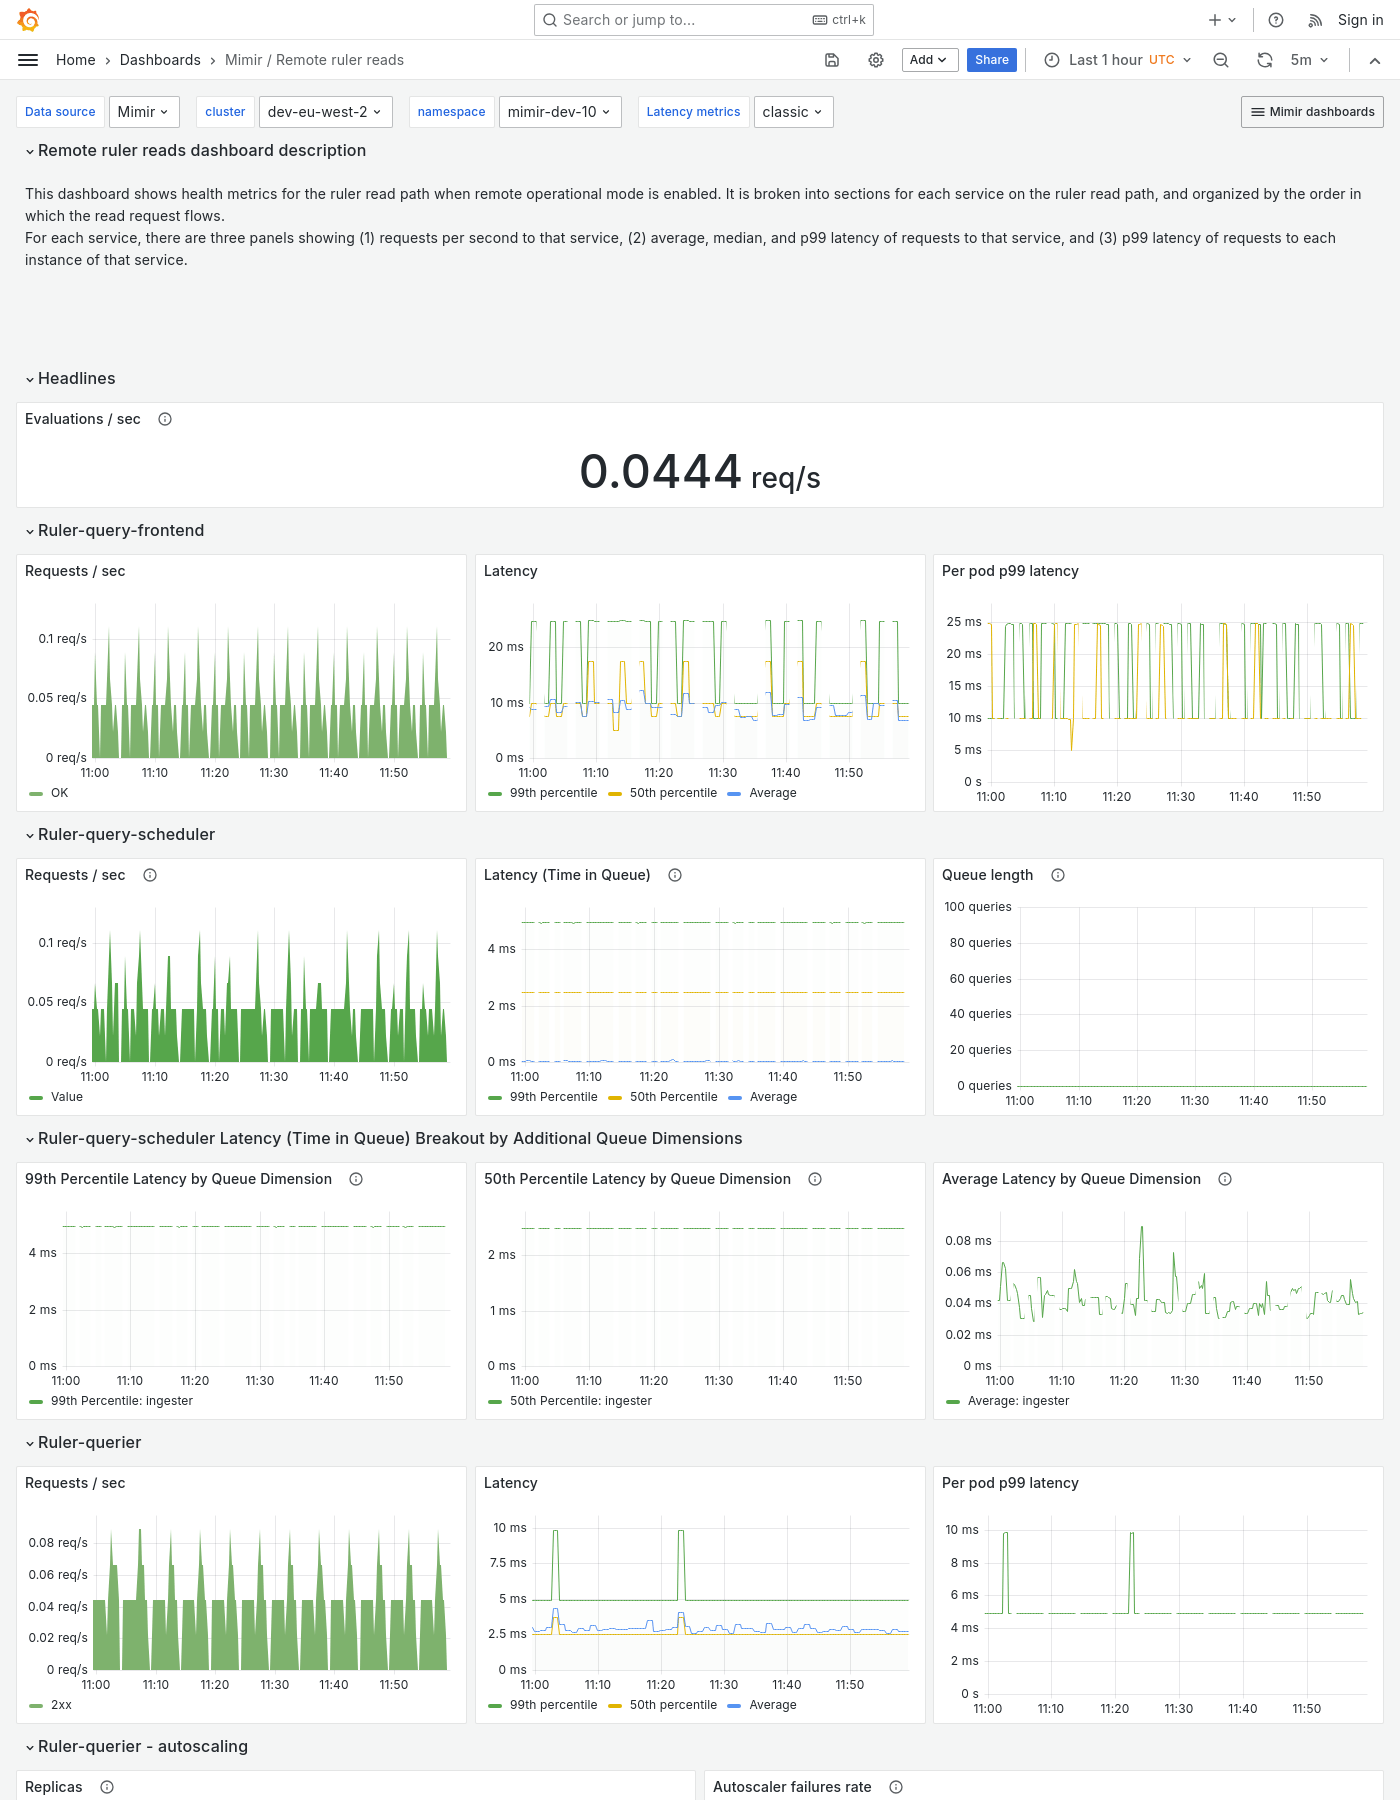 Search or jump to...
ctrl+k
Sign in
Home
Dashboards
Mimir / Remote ruler reads
Add
Share
Last 1 hour UTC
5m
Data source
Mimir
cluster
dev-eu-west-2
namespace
mimir-dev-10
Latency metrics
classic
Mimir dashboards
Remote ruler reads dashboard description
This dashboard shows health metrics for the ruler read path when remote operational mode is enabled. It is broken into sections for each service on the ruler read path, and organized by the order in
which the read request flows.
For each service, there are three panels showing (1) requests per second to that service, (2) average, median, and p99 latency of requests to that service, and (3) p99 latency of requests to each
instance of that service.
Headlines
Evaluations / sec
0.0444 req/s
Ruler-query-frontend
Requests / sec
0.1 req/s
0.05 req/s
0 req/s
11:00 11:10 11:20 11:30 11:40 11:50
OK
Latency
20 ms
10 ms
0 ms
11:00 11:10 11:20 11:30 11:40 11:50
99th percentile 50th percentile Average
Per pod p99 latency
25 ms
20 ms
15 ms
10 ms
5 ms
0 s
11:00 11:10 11:20 11:30 11:40 11:50
Ruler-query-scheduler
Requests / sec
0.1 req/s
0.05 req/s
0 req/s
11:00 11:10 11:20 11:30 11:40 11:50
Value
Latency (Time in Queue)
4 ms
2 ms
0 ms
11:00 11:10 11:20 11:30 11:40 11:50
99th Percentile 50th Percentile Average
Queue length
100 queries
80 queries
60 queries
40 queries
20 queries
0 queries
11:00 11:10 11:20 11:30 11:40 11:50
Ruler-query-scheduler Latency (Time in Queue) Breakout by Additional Queue Dimensions
99th Percentile Latency by Queue Dimension
4 ms
2 ms
0 ms
11:00 11:10 11:20 11:30 11:40 11:50
99th Percentile: ingester
50th Percentile Latency by Queue Dimension
2 ms
1 ms
0 ms
11:00 11:10 11:20 11:30 11:40 11:50
50th Percentile: ingester
Average Latency by Queue Dimension
0.08 ms
0.06 ms
0.04 ms
0.02 ms
0 ms
11:00 11:10 11:20 11:30 11:40 11:50
Average: ingester
Ruler-querier
Requests / sec
0.08 req/s
0.06 req/s
0.04 req/s
0.02 req/s
0 req/s
11:00 11:10 11:20 11:30 11:40 11:50
2xx
Latency
10 ms
7.5 ms
5 ms
2.5 ms
0 ms
11:00 11:10 11:20 11:30 11:40 11:50
99th percentile 50th percentile Average
Per pod p99 latency
10 ms
8 ms
6 ms
4 ms
2 ms
0 s
11:00 11:10 11:20 11:30 11:40 11:50
Ruler-querier - autoscaling
Replicas
Autoscaler failures rate